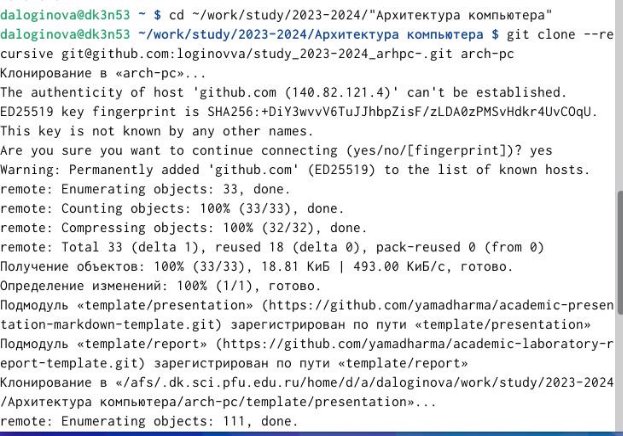 daloginova@dk3n53 ~ $ cd ~/work/study/2023-2024/"Архитектура компьютера"
daloginova@dk3n53 ~/work/study/2023-2024/Архитектура компьютера $ git clone --re
cursive git@github.com:loginovva/study_2023-2024_arhpc-.git arch-pc
Клонирование в «arch-pc»...
The authenticity of host 'github.com (140.82.121.4)' can't be established.
ED25519 key fingerprint is SHA256:+DiY3wvvV6TuJJhbpZisF/zLDA0zPMSvHdkr4UvCOqU.
This key is not known by any other names.
Are you sure you want to continue connecting (yes/no/[fingerprint])? yes
Warning: Permanently added 'github.com' (ED25519) to the list of known hosts.
remote: Enumerating objects: 33, done.
remote: Counting objects: 100% (33/33), done.
remote: Compressing objects: 100% (32/32), done.
remote: Total 33 (delta 1), reused 18 (delta 0), pack-reused 0 (from 0)
Получение объектов: 100% (33/33), 18.81 КиБ | 493.00 КиБ/с, готово.
Определение изменений: 100% (1/1), готово.
Подмодуль «template/presentation» (https://github.com/yamadharma/academic-presen
tation-markdown-template.git) зарегистрирован по пути «template/presentation»
Подмодуль «template/report» (https://github.com/yamadharma/academic-laboratory-r
eport-template.git) зарегистрирован по пути «template/report»
Клонирование в «/afs/.dk.sci.pfu.edu.ru/home/d/a/daloginova/work/study/2023-2024
/Архитектура компьютера/arch-pc/template/presentation»...
remote: Enumerating objects: 111, done.